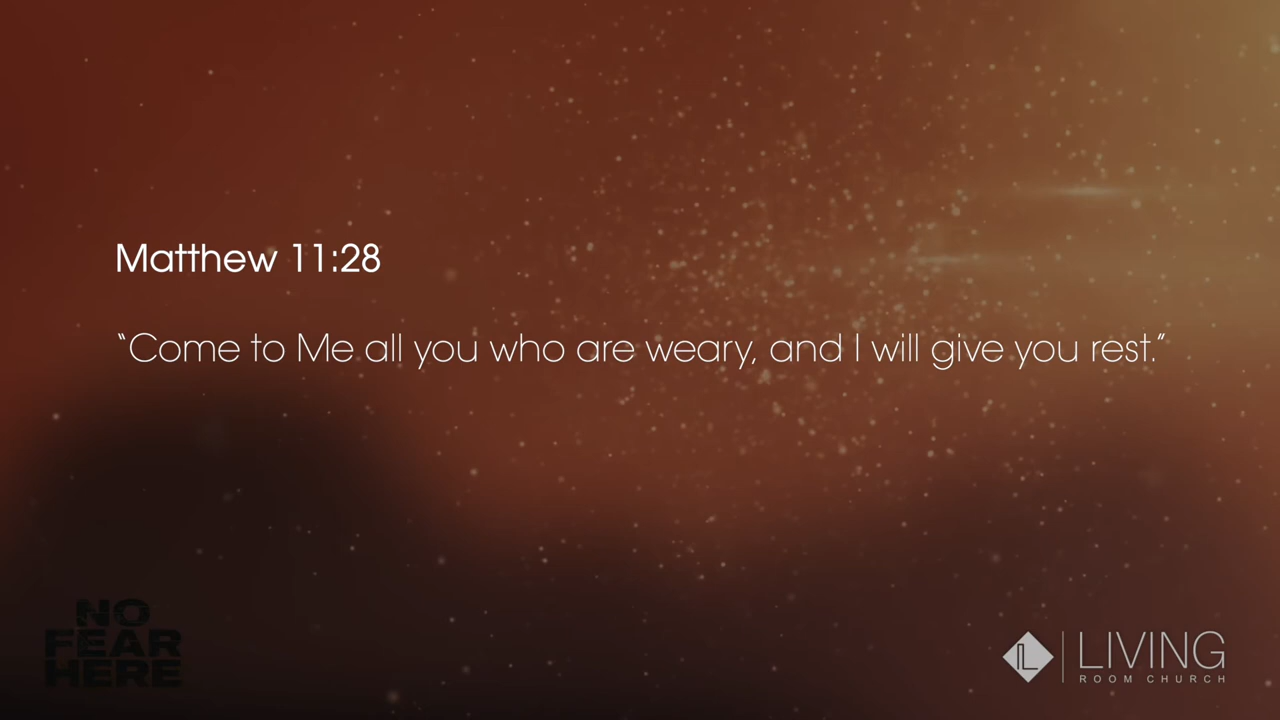 Matthew 11:28
“Come to Me all you who are weary, and I will give you rest.”
NO
FEAR
HERE
LIVING
ROOM CHURCH